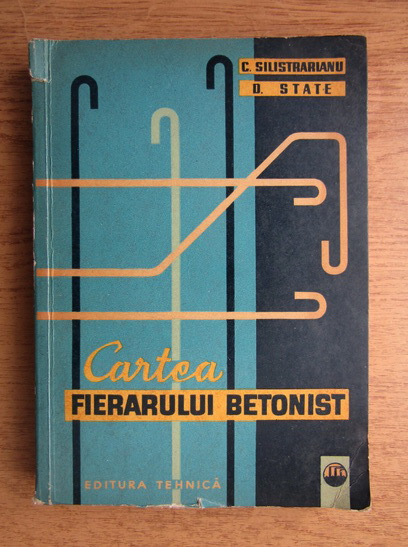 C. SILISTRARIANU
D. STATE
Cartea
FIERARULUI BETONIST
EDITURA TEHNICĂ